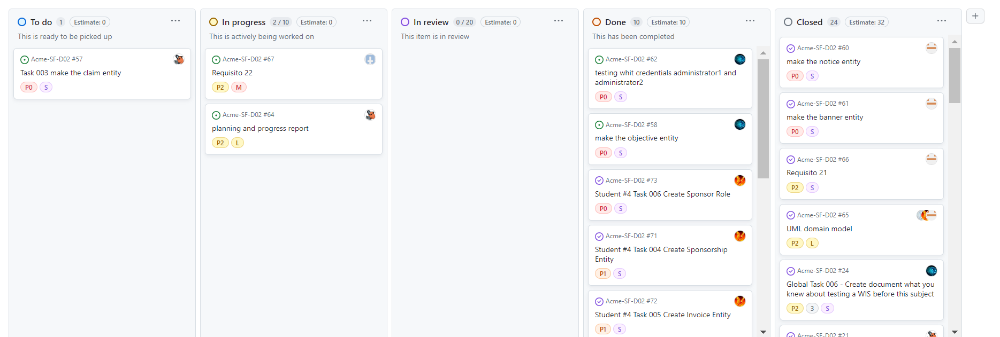 To do 1 Estimate: 0 ···
This is ready to be picked up
Acme-SF-D02 #57
Task 003 make the claim entity
P0 S
In progress 2 / 10 Estimate: 0 ···
This is actively being worked on
Acme-SF-D02 #67
Requisito 22
P2 M
Acme-SF-D02 #64
planning and progress report
P2 L
In review 0 / 20 Estimate: 0 ···
This item is in review
Done 10 Estimate: 10 ···
This has been completed
Acme-SF-D02 #62
testing whit credentials administrator1 and
administrator2
P0 S
Acme-SF-D02 #58
make the objective entity
P0 S
Acme-SF-D02 #73
Student #4 Task 006 Create Sponsor Role
P0 S
Acme-SF-D02 #71
Student #4 Task 004 Create Sponsorship
Entity
P1 S
Acme-SF-D02 #72
Student #4 Task 005 Create Invoice Entity
P1 S
Closed 24 Estimate: 32 ···
Acme-SF-D02 #60
make the notice entity
P0 S
Acme-SF-D02 #61
make the banner entity
P0 S
Acme-SF-D02 #66
Requisito 21
P2 S
Acme-SF-D02 #65
UML domain model
P2 L
Acme-SF-D02 #24
Global Task 006 - Create document what you
knew about testing a WIS before this subject
P2 3 S
Acme-SF-D02 #21
+